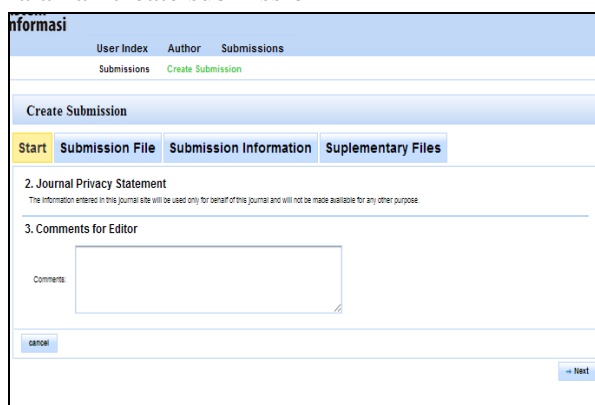 nformasi
User Index Author Submissions
Submissions Create Submission
Create Submission
Start Submission File Submission Information Suplementary Files
2. Journal Privacy Statement
The information entered in this journal site will be used only for behalf of this journal and will not be made available for any other purpose.
3. Comments for Editor
Comments:
cancel
→ Next